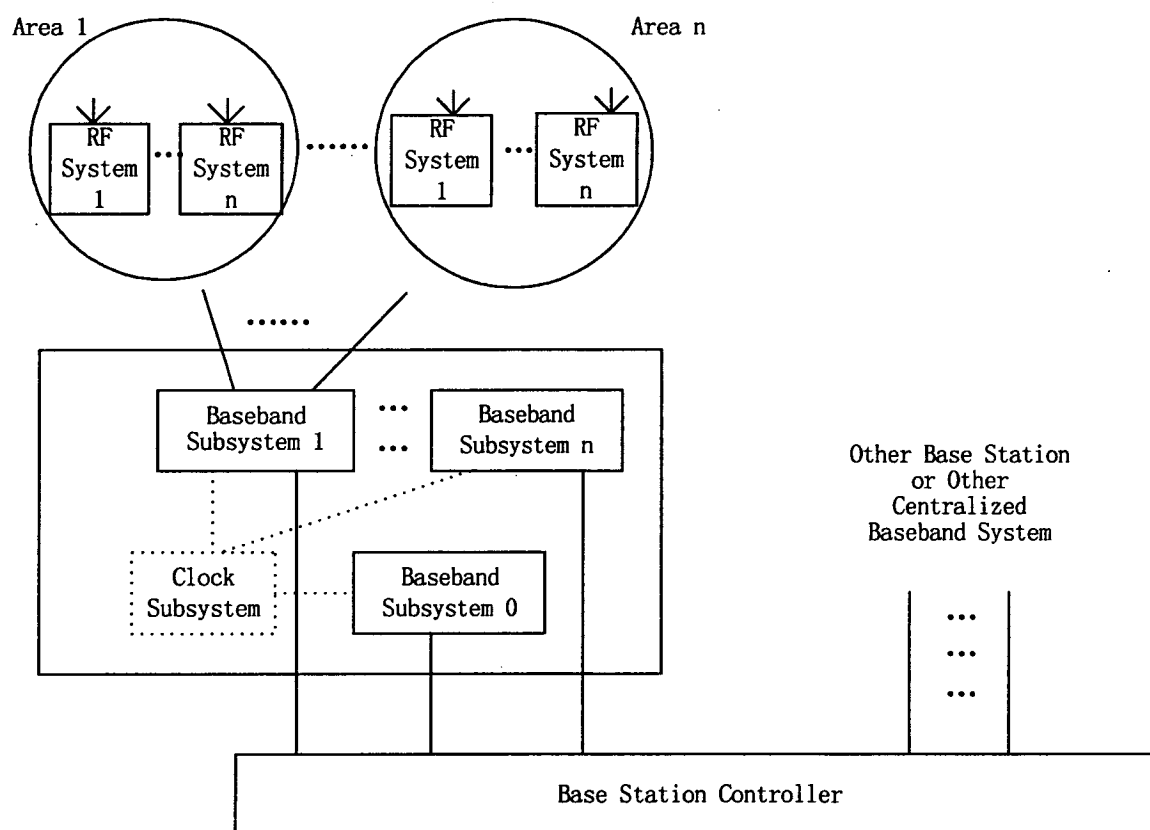 Area 1
Area n
RF
System
1
RF
System
n
RF
System
1
RF
System
n
Baseband
Subsystem 1
Baseband
Subsystem n
Clock
Subsystem
Baseband
Subsystem 0
Other Base Station
or Other
Centralized
Baseband System
Base Station Controller